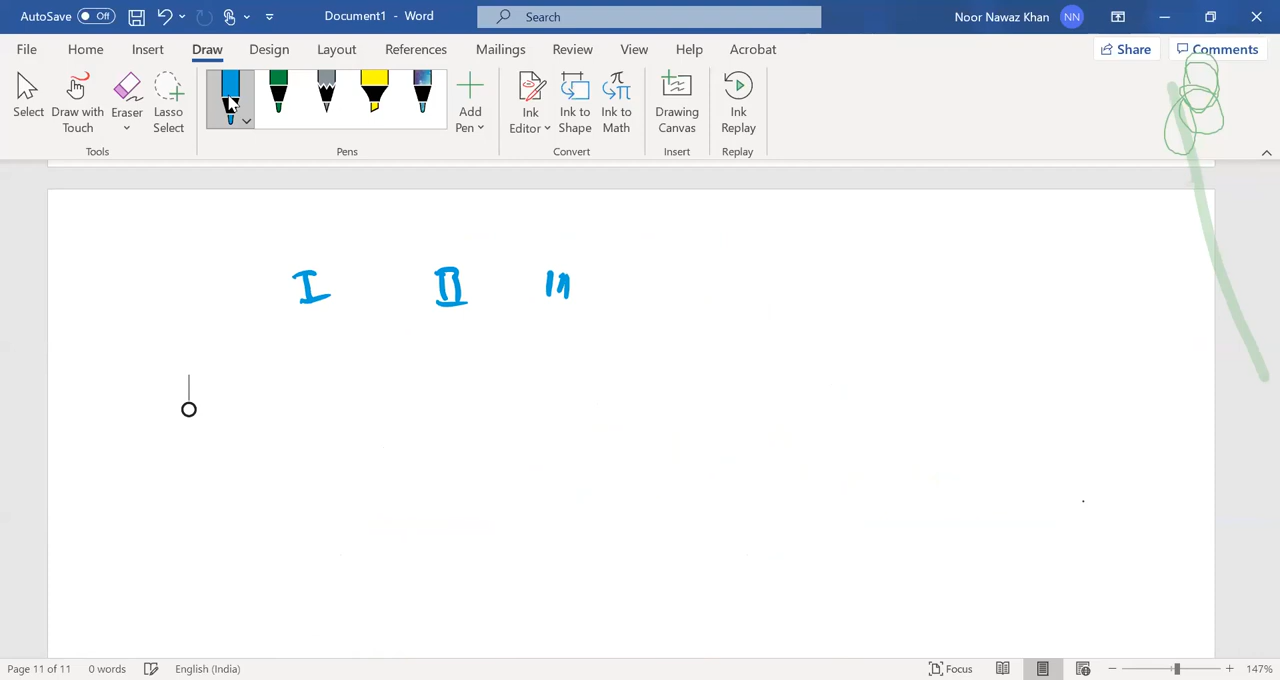 AutoSave Off Document1 - Word Search Noor Nawaz Khan NN
File Home Insert Draw Design Layout References Mailings Review View Help Acrobat Share Comments
Select Draw with Touch Eraser Lasso Select Add Pen Ink Editor Ink to Shape Ink to Math Drawing Canvas Ink Replay
Tools Pens Convert Insert Replay
I II III
Page 11 of 11 0 words English (India) Focus 147%